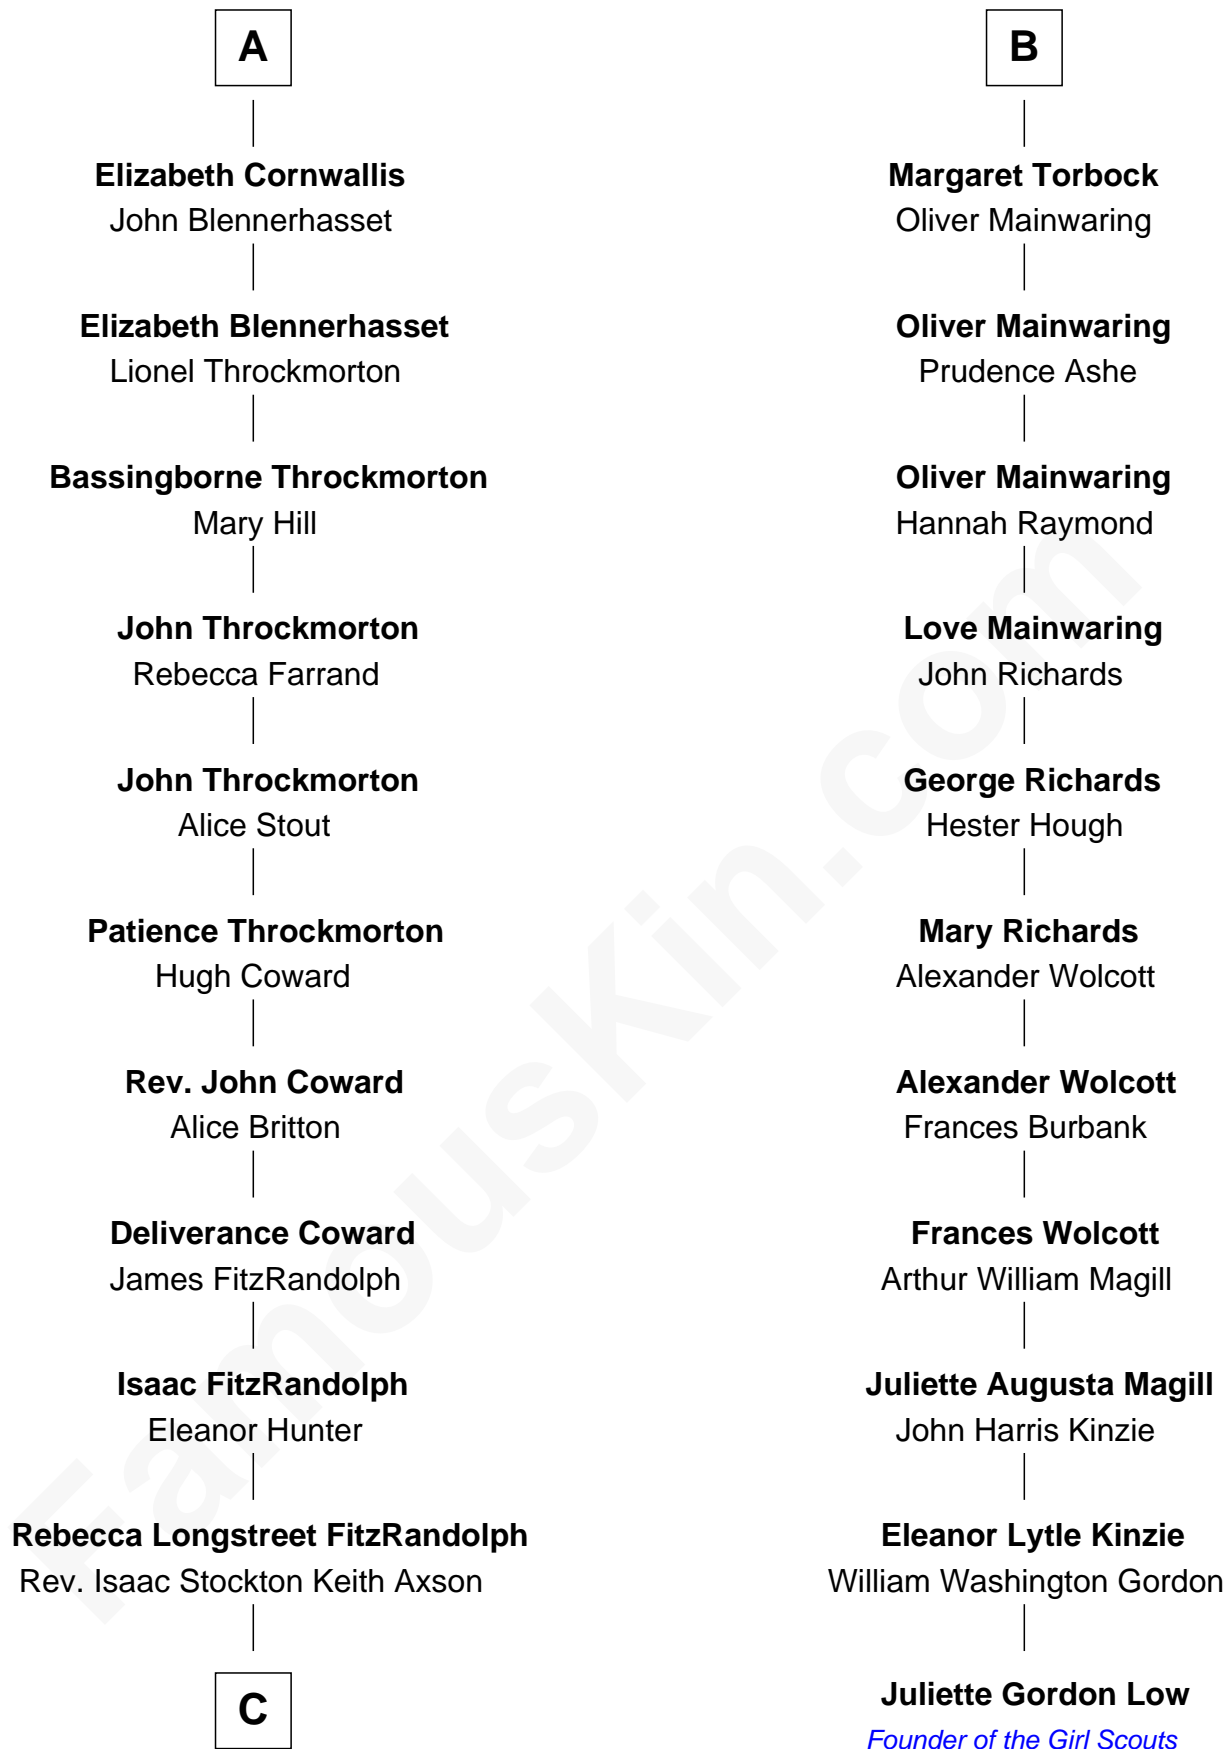 A
Elizabeth Cornwallis
John Blennerhasset
Elizabeth Blennerhasset
Lionel Throckmorton
Bassingborne Throckmorton
Mary Hill
John Throckmorton
Rebecca Farrand
John Throckmorton
Alice Stout
Patience Throckmorton
Hugh Coward
Rev. John Coward
Alice Britton
Deliverance Coward
James FitzRandolph
Isaac FitzRandolph
Eleanor Hunter
Rebecca Longstreet FitzRandolph
Rev. Isaac Stockton Keith Axson
C
B
Margaret Torbock
Oliver Mainwaring
Oliver Mainwaring
Prudence Ashe
Oliver Mainwaring
Hannah Raymond
Love Mainwaring
John Richards
George Richards
Hester Hough
Mary Richards
Alexander Wolcott
Alexander Wolcott
Frances Burbank
Frances Wolcott
Arthur William Magill
Juliette Augusta Magill
John Harris Kinzie
Eleanor Lytle Kinzie
William Washington Gordon
Juliette Gordon Low
Founder of the Girl Scouts
FamousKin.com